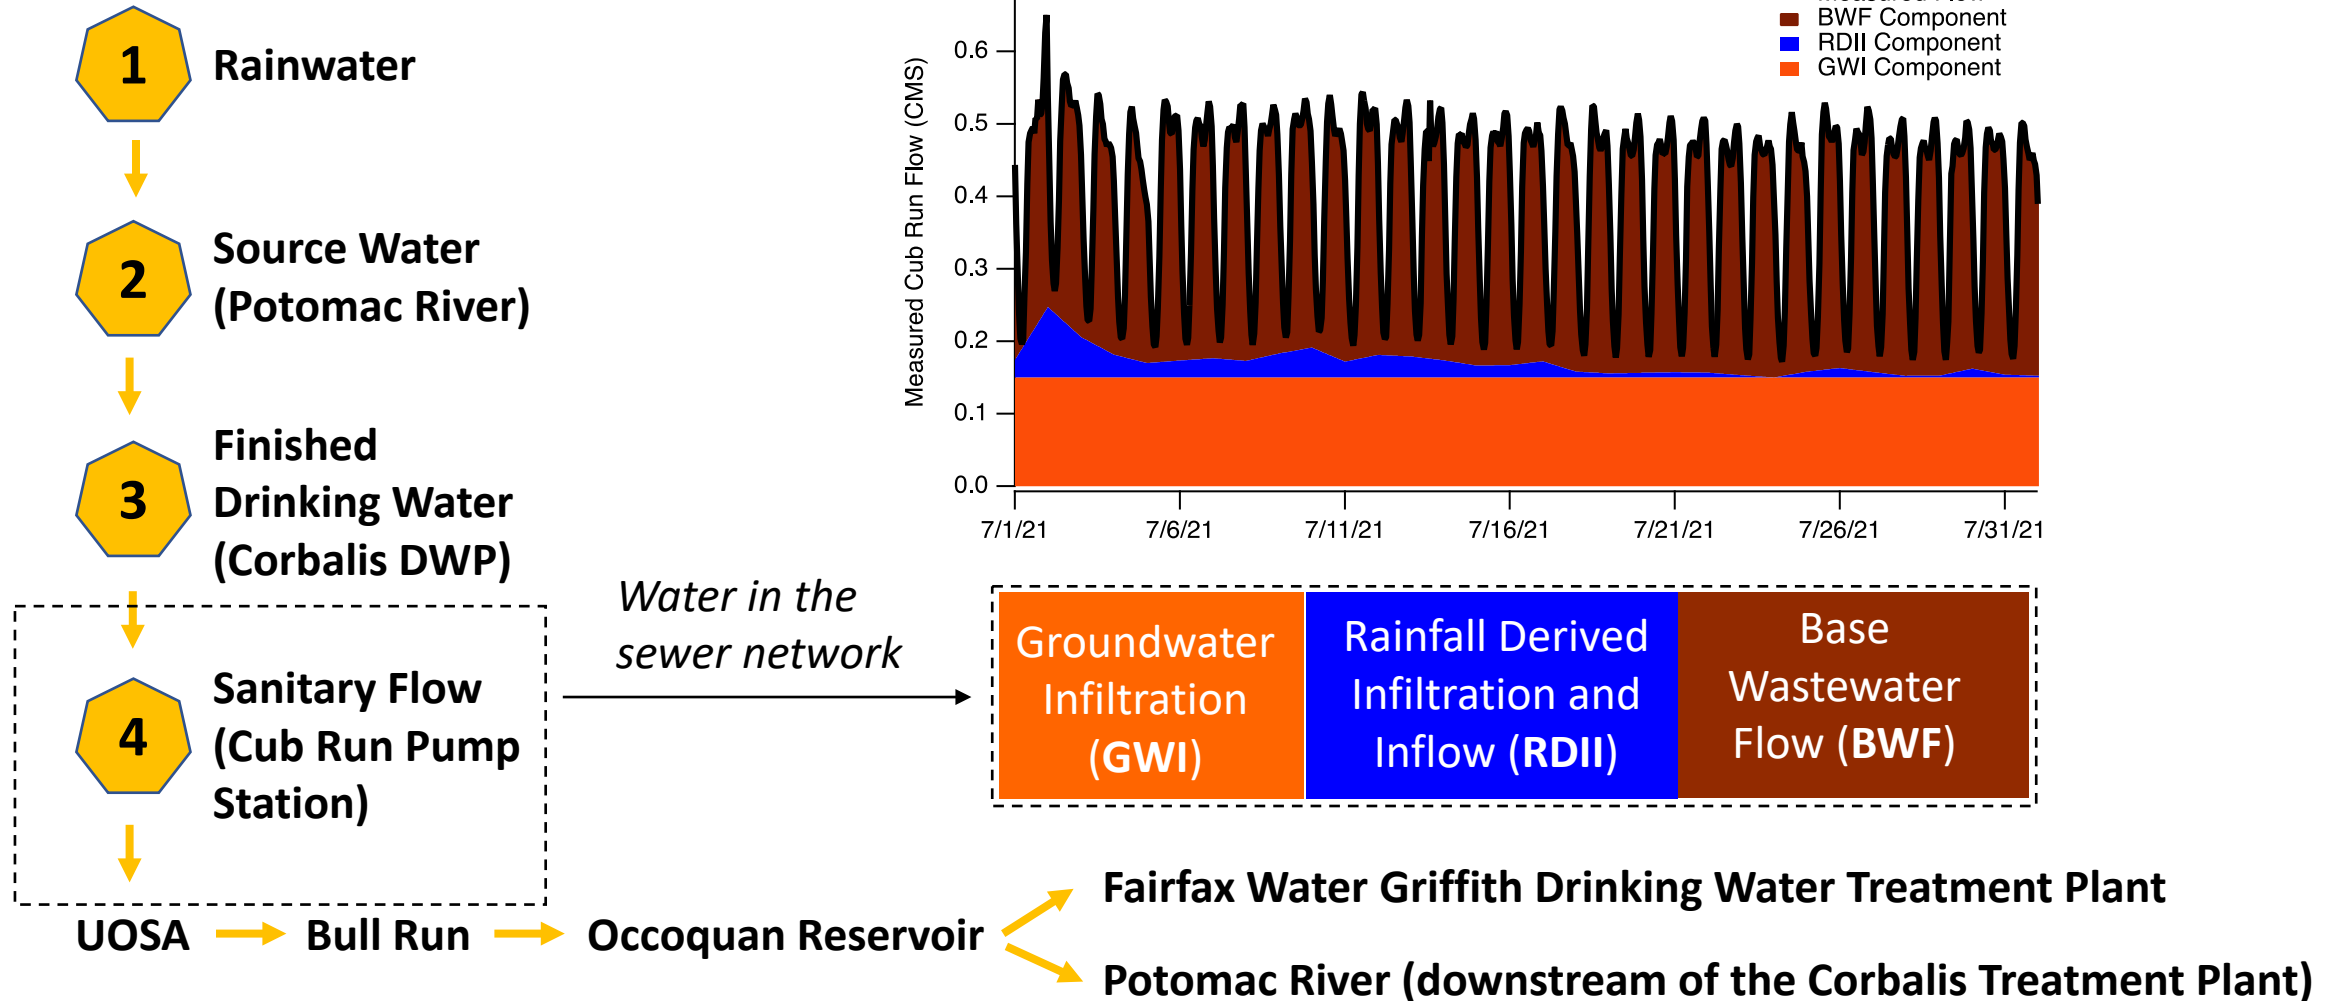 1
Rainwater
2
Source Water
(Potomac River)
3
Finished
Drinking Water
(Corbalis DWP)
4
Sanitary Flow
(Cub Run Pump
Station)
Water in the
sewer network
BWF Component
RDII Component
GWI Component
Measured Cub Run Flow (CMS)
0.6
0.5
0.4
0.3
0.2
0.1
0.0
7/1/21
7/6/21
7/11/21
7/16/21
7/21/21
7/26/21
7/31/21
Groundwater
Infiltration
(GWI)
Rainfall Derived
Infiltration and
Inflow (RDII)
Base
Wastewater
Flow (BWF)
UOSA
Bull Run
Occoquan Reservoir
Fairfax Water Griffith Drinking Water Treatment Plant
Potomac River (downstream of the Corbalis Treatment Plant)